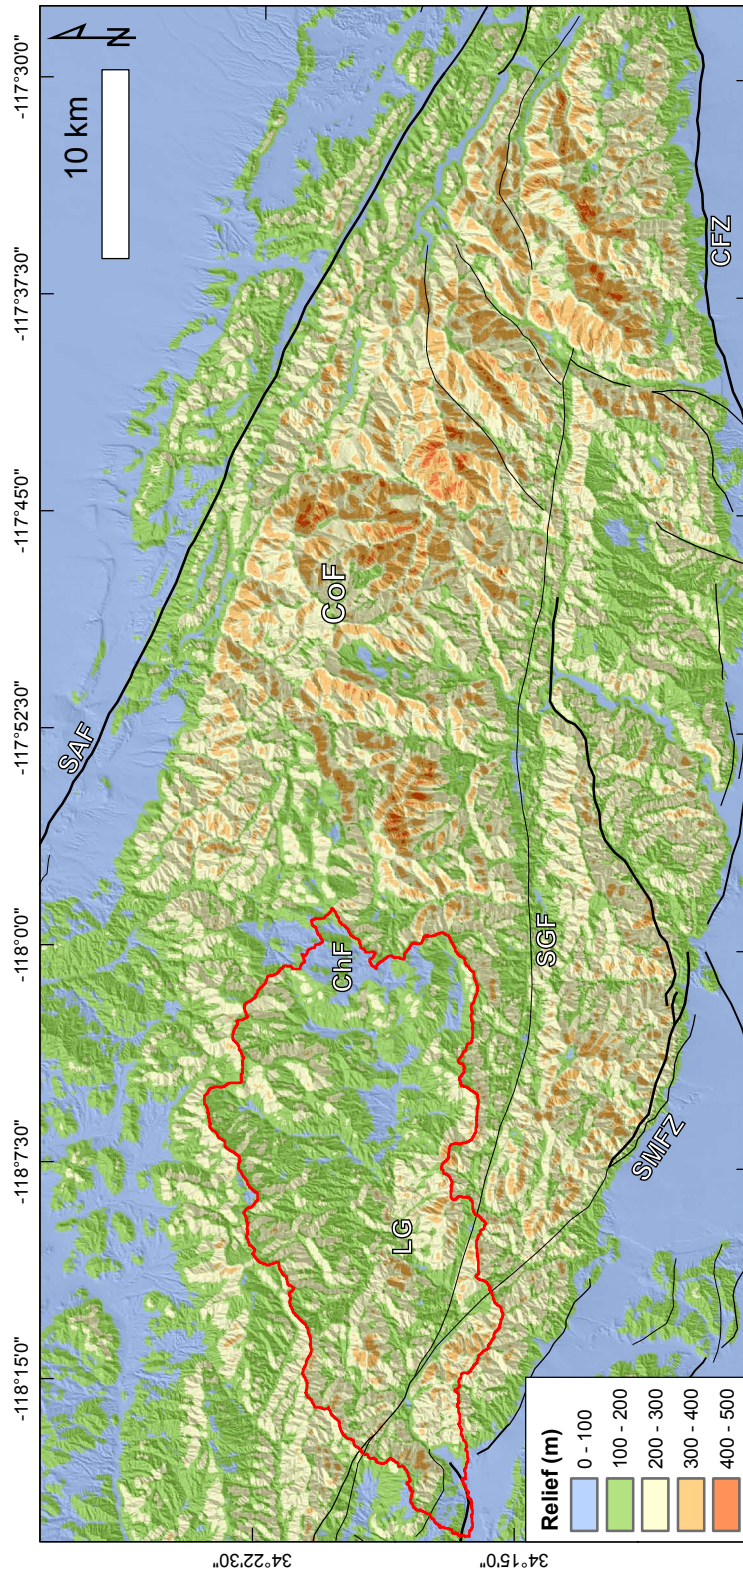 -118°15'0"
-118°7'30"
-118°0'0"
-117°52'30"
-117°45'0"
-117°37'30"
-117°30'0"
34°22'30"
34°15'0"
10 km
N
SAF
CoF
ChF
LG
SGF
SMFZ
CFZ
Relief (m)
0 - 100
100 - 200
200 - 300
300 - 400
400 - 500